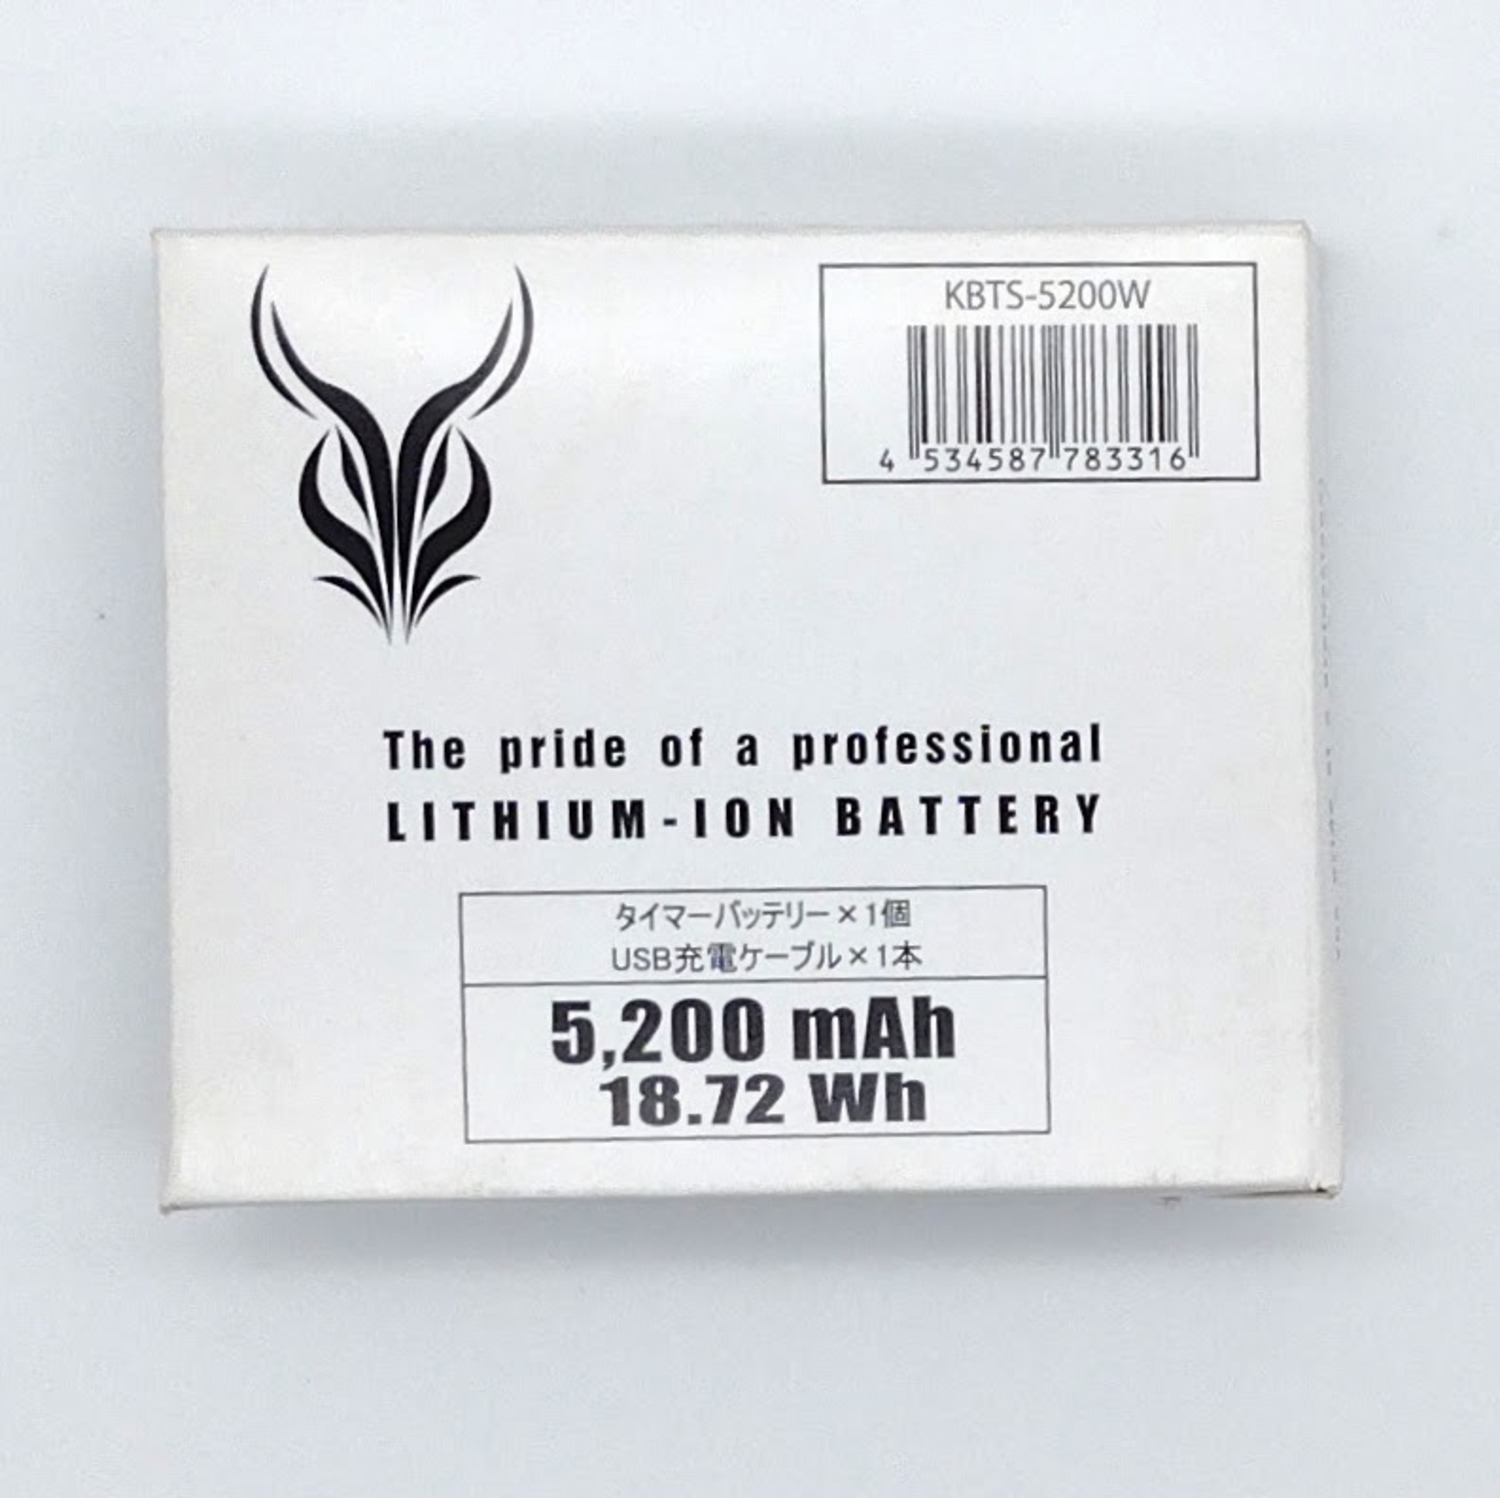 KBTS-5200W
4 534587 783316
The pride of a professional
LITHIUM-ION BATTERY
タイマーバッテリー×1個
USB充電ケーブル×1本
5,200 mAh
18.72 Wh